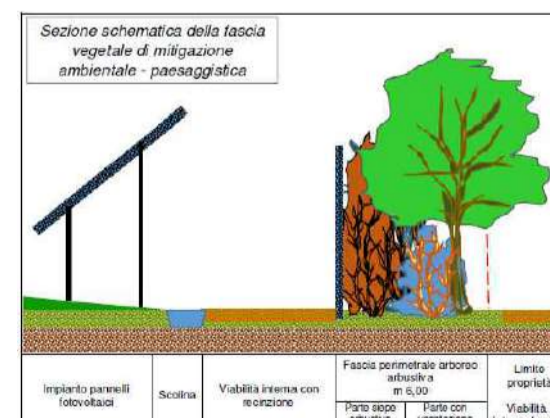 Sezione schematica della fascia
vegetale di mitigazione
ambientale - paesaggistica
Impianto pannelli
fotovoltaici
Scolina
Viabilità interna con
recinzione
Fascia perimetrale arboreo
arbustiva
m 6,00
Parte siepe
Parte con
Limite
proprietà
Viabilità